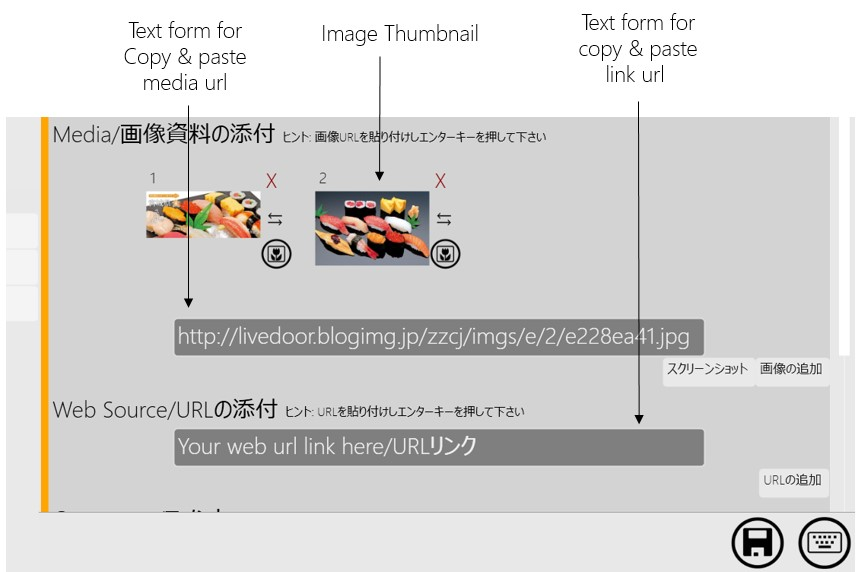 Text form for
Copy & paste
media url
Image Thumbnail
Text form for
copy & paste
link url
Media/画像資料の添付 ヒント: 画像URLを貼り付けしエンターキーを押して下さい
1 X 2 X
http://livedoor.blogimg.jp/zzcj/imgs/e/2/e228ea41.jpg
スクリーンショット 画像の追加
Web Source/URLの添付 ヒント: URLを貼り付けしエンターキーを押して下さい
Your web url link here/URLリンク
URLの追加